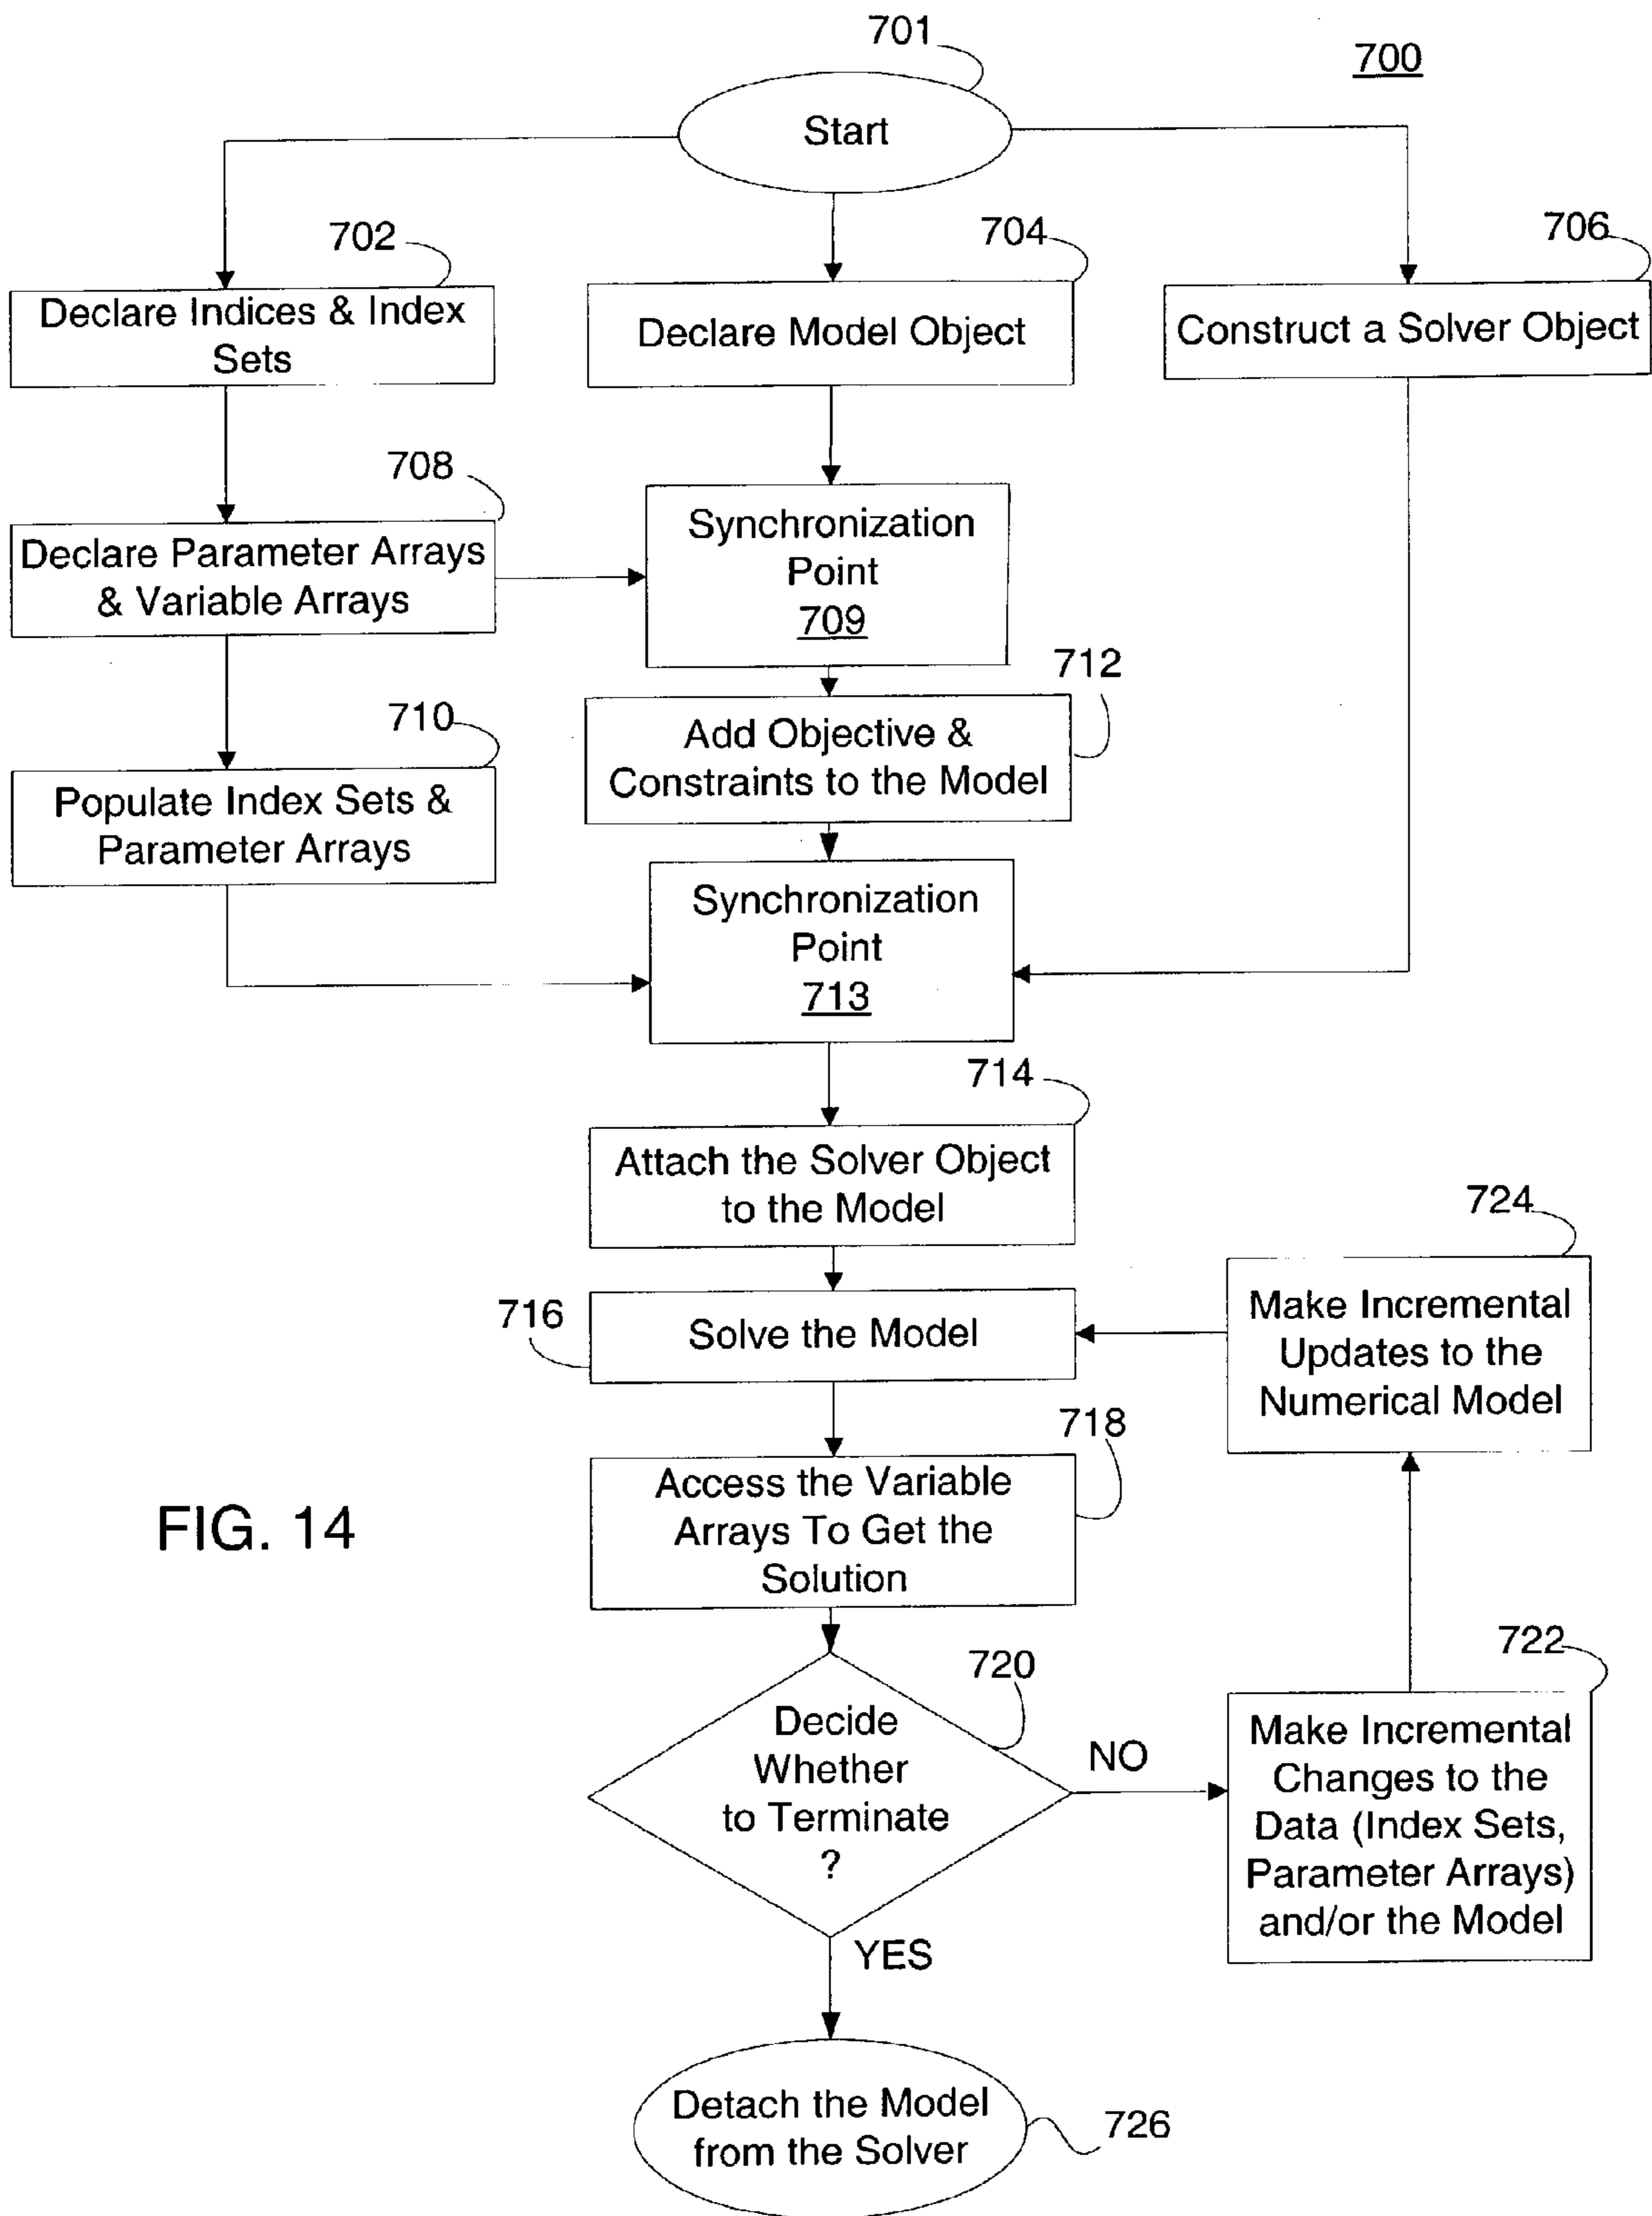 701
700
Start
702
704
706
Declare Indices & Index
Sets
Declare Model Object
Construct a Solver Object
708
Declare Parameter Arrays
& Variable Arrays
Synchronization
Point
709
710
712
Populate Index Sets &
Parameter Arrays
Add Objective &
Constraints to the Model
Synchronization
Point
713
714
Attach the Solver Object
to the Model
724
716
Solve the Model
Make Incremental
Updates to the
Numerical Model
718
Access the Variable
Arrays To Get the
Solution
FIG. 14
720
722
Decide
Whether
to Terminate
?
NO
Make Incremental
Changes to the
Data (Index Sets,
Parameter Arrays)
and/or the Model
YES
Detach the Model
from the Solver
726